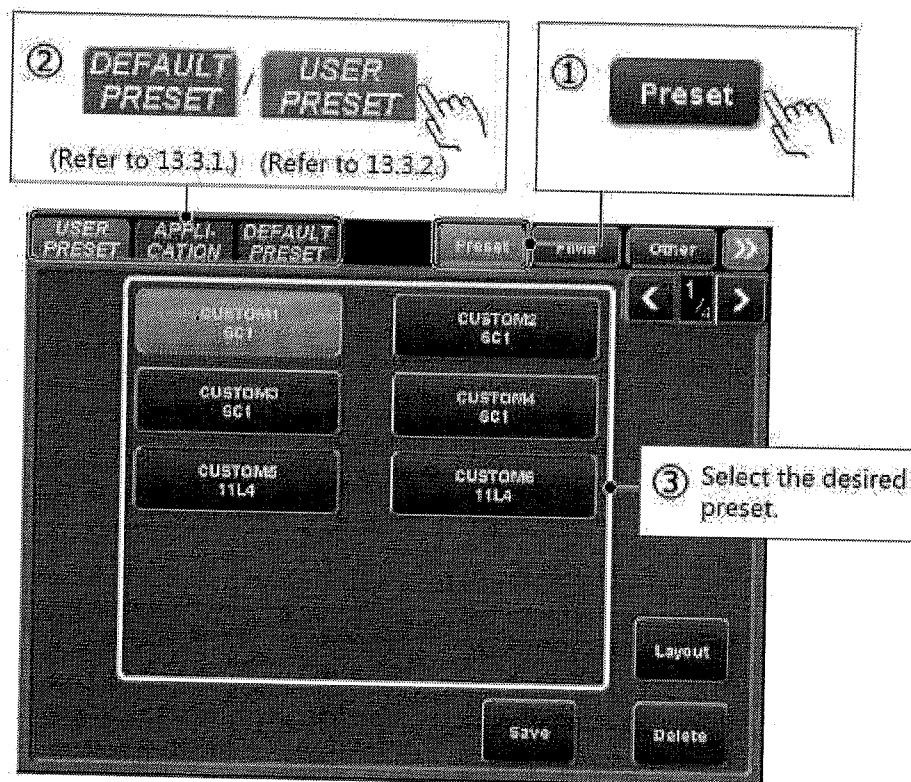 ② DEFAULT PRESET / USER PRESET
(Refer to 13.3.1.) (Refer to 13.3.2.)
① Preset
USER PRESET
APPLI-CATION
DEFAULT PRESET
Preset
Other
»
< 1/4 >
CUSTOM1
6C1
CUSTOM2
6C1
CUSTOM3
6C1
CUSTOM4
6C1
CUSTOM5
11L4
CUSTOM6
11L4
③ Select the desired
preset.
Layout
Save
Delete